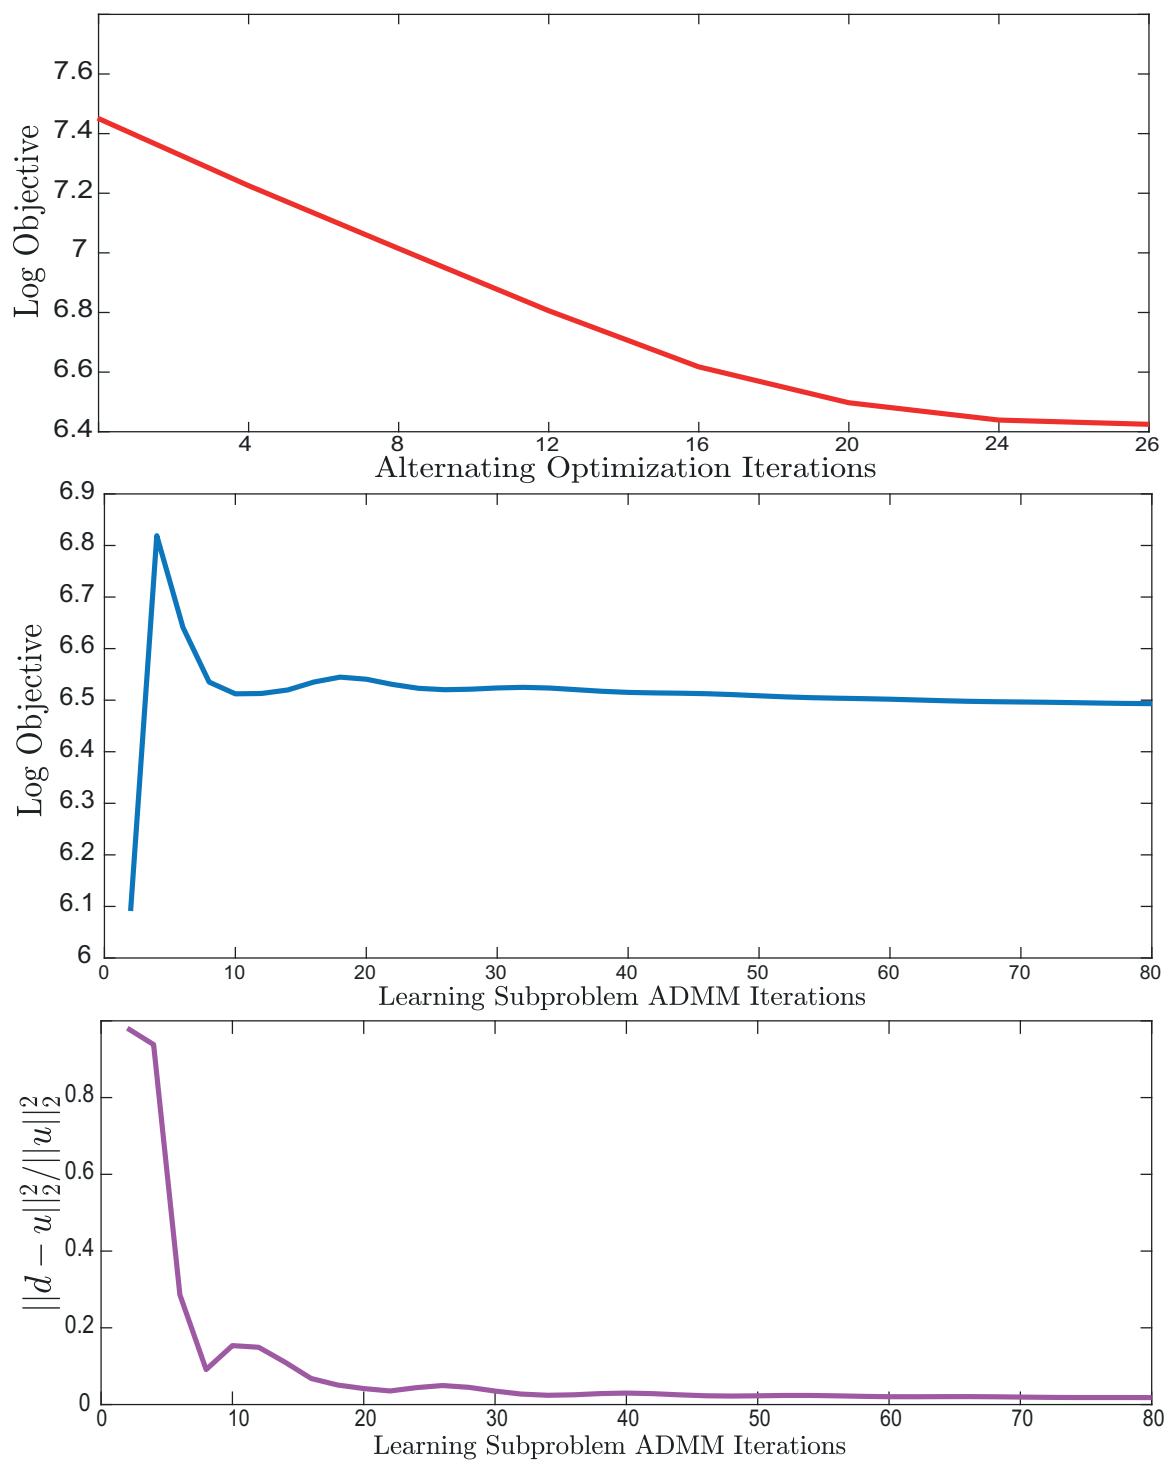 7.6
7.4
7.2
7
6.8
6.6
6.4
Log Objective
4 8 12 16 20 24 26
Alternating Optimization Iterations
6.9
6.8
6.7
6.6
6.5
6.4
6.3
6.2
6.1
6
Log Objective
0 10 20 30 40 50 60 70 80
Learning Subproblem ADMM Iterations
0.8
0.6
0.4
0.2
0
||d − u||₂²/||u||₂²
0 10 20 30 40 50 60 70 80
Learning Subproblem ADMM Iterations